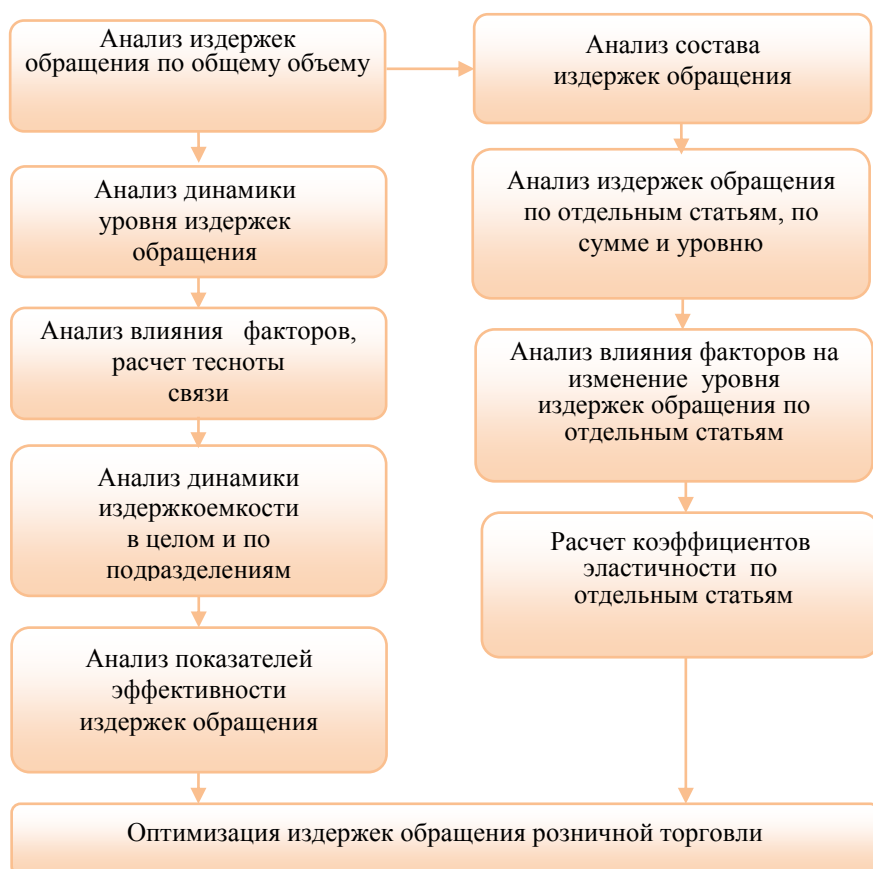 Анализ издержек
обращения по общему объему
Анализ динамики
уровня издержек
обращения
Анализ влияния факторов,
расчет тесноты
связи
Анализ динамики
издержкоемкости
в целом и по
подразделениям
Анализ показателей
эффективности
издержек обращения
Анализ состава
издержек обращения
Анализ издержек обращения
по отдельным статьям, по
сумме и уровню
Анализ влияния факторов на
изменение уровня
издержек обращения по
отдельным статьям
Расчет коэффициентов
эластичности по
отдельным статьям
Оптимизация издержек обращения розничной торговли